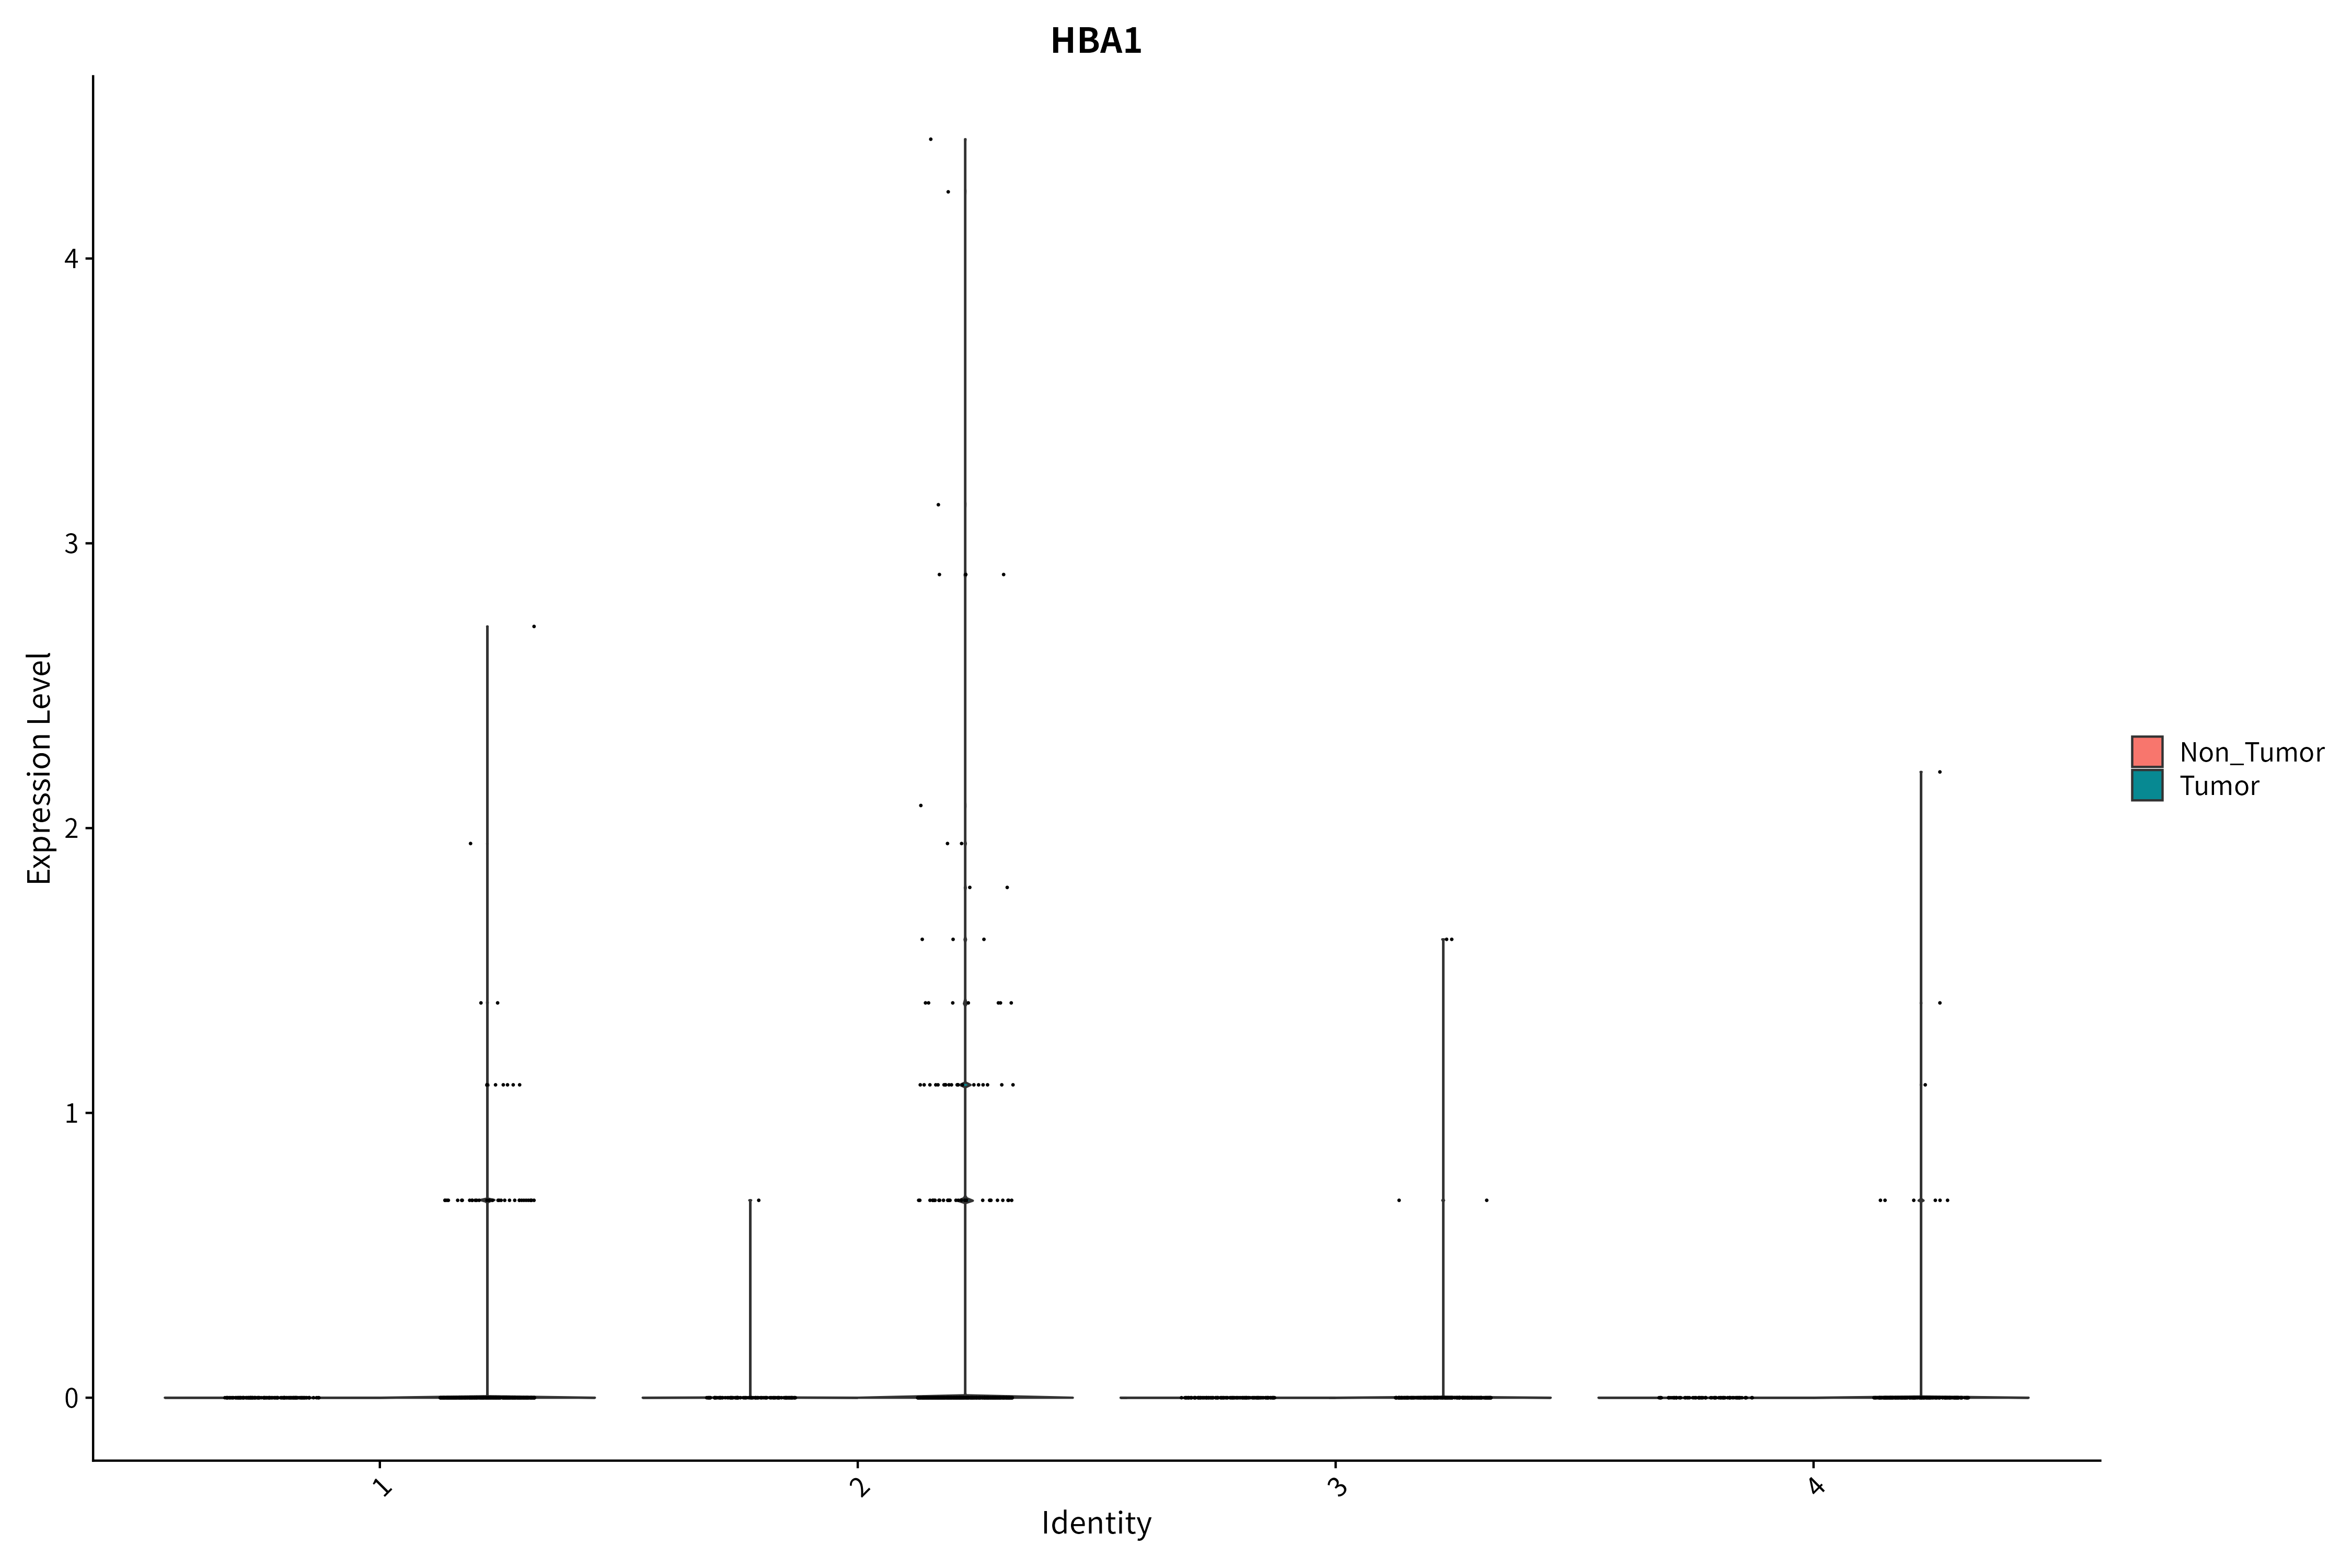 HBA1
Expression Level
4
3
2
1
0
1
2
3
4
Identity
Non_Tumor
Tumor